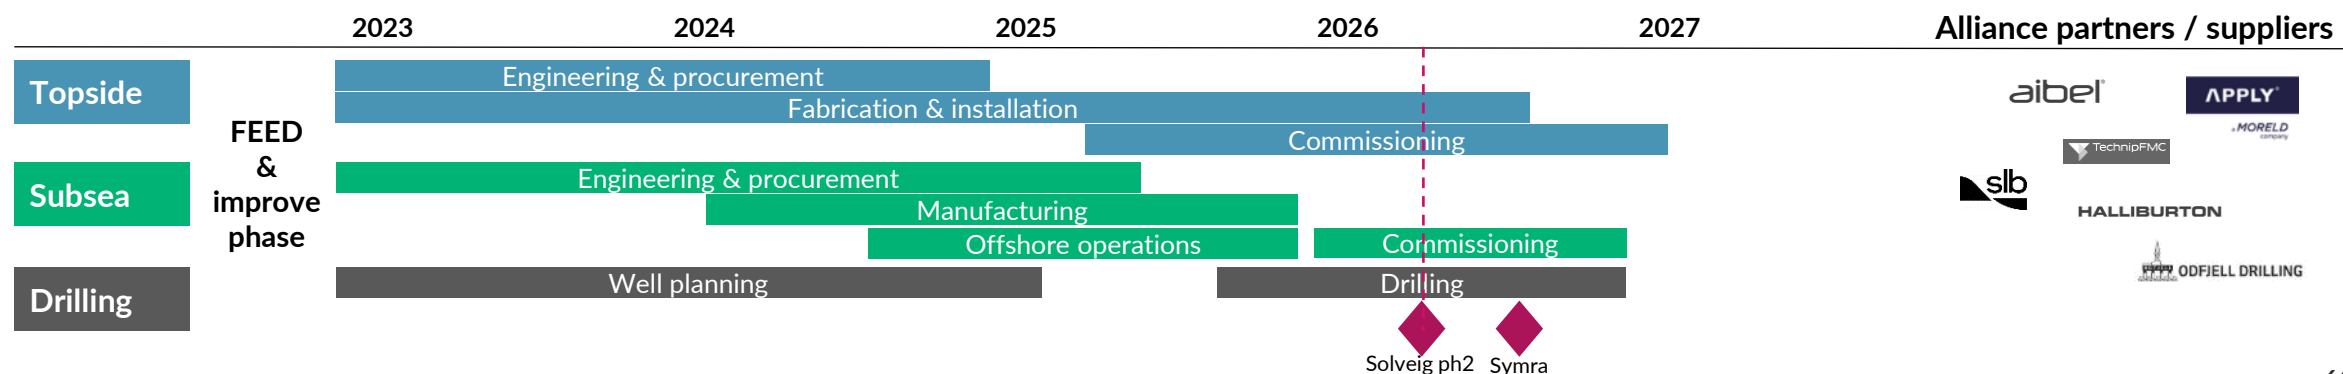 2023 2024 2025 2026 2027 Alliance partners / suppliers
Topside
FEED
&
improve
phase
Engineering & procurement
Fabrication & installation
Commissioning
aibel
APPLY
a MORELD
company
TechnipFMC
Subsea
Engineering & procurement
Manufacturing
Offshore operations
Commissioning
slb
HALLIBURTON
Drilling
Well planning
Drilling
ODFJELL DRILLING
Solveig ph2
Symra